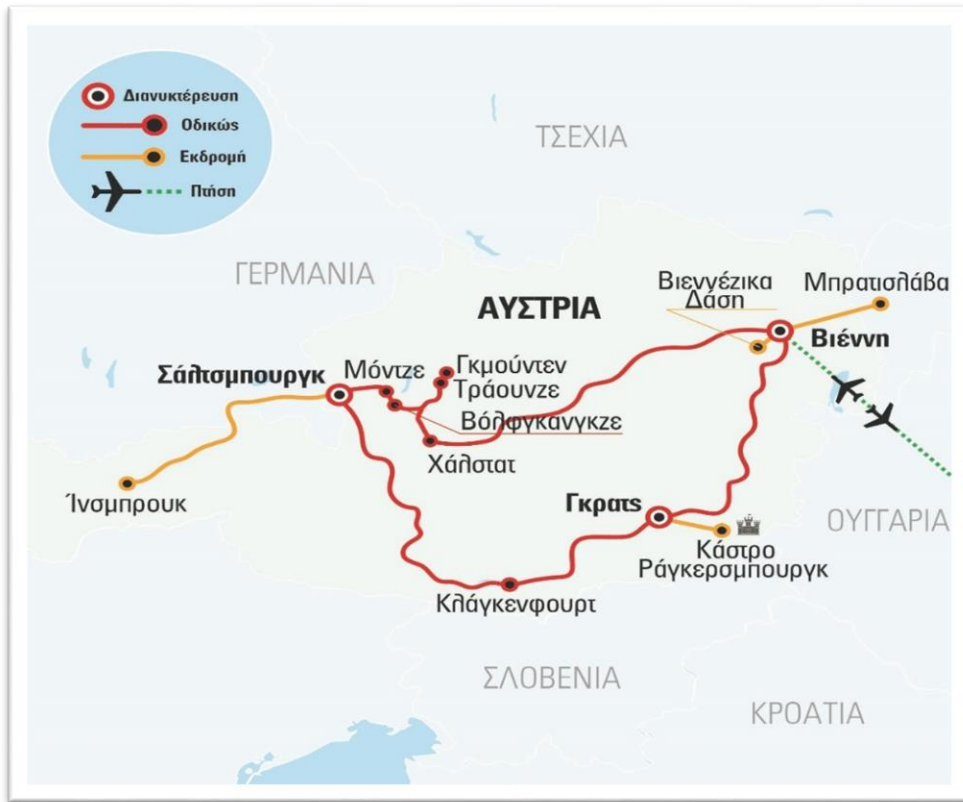 Διανυκτέρευση
Οδικώς
Εκδρομή
Πτήση
ΤΣΕΧΙΑ
ΓΕΡΜΑΝΙΑ
ΑΥΣΤΡΙΑ
Βιεννέζικα
Δάση
Μπρατισλάβα
Βιέννη
Σάλτσμπουργκ
Μόντζε
Γκμούντεν
Τράουνζε
Βόλφγκανγκζε
Χάλστατ
Ίνσμπρουκ
Γκρατς
ΟΥΓΓΑΡΙΑ
Κάστρο
Ράγκερσμπουργκ
Κλάγκενφουρτ
ΣΛΟΒΕΝΙΑ
ΚΡΟΑΤΙΑ